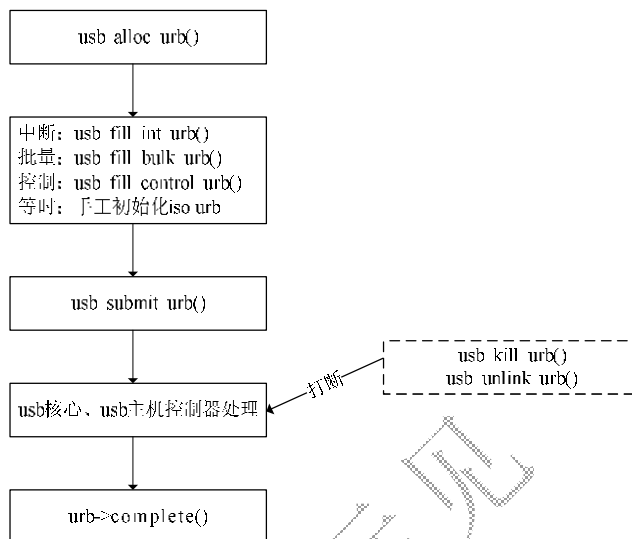 usb alloc urb()
中断：usb fill int urb()
批量：usb fill bulk urb()
控制：usb fill control urb()
等时：手工初始化iso urb
usb submit urb()
usb kill urb()
usb unlink urb()
打断
usb核心、usb主机控制器处理
urb->complete()